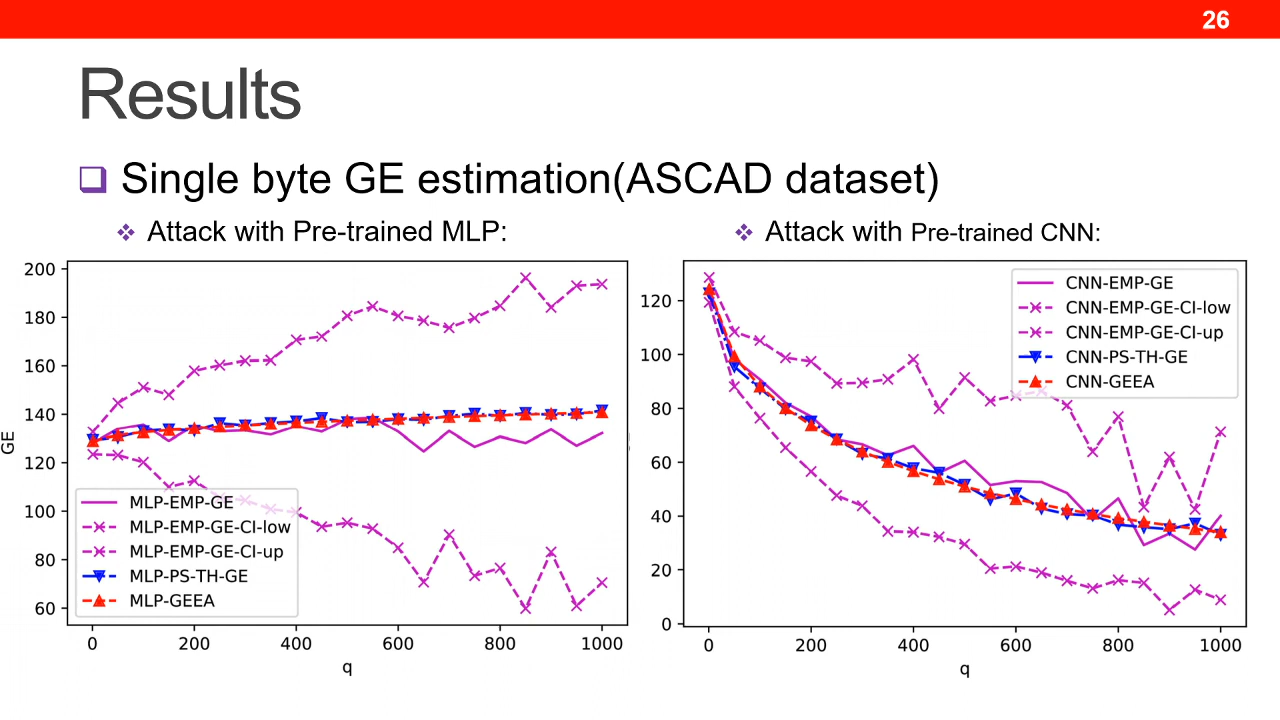 26
Results
Single byte GE estimation(ASCAD dataset)
Attack with Pre-trained MLP:
Attack with Pre-trained CNN:
200
180
160
140
120
100
80
60
GE
MLP-EMP-GE
MLP-EMP-GE-CI-low
MLP-EMP-GE-CI-up
MLP-PS-TH-GE
MLP-GEEA
0 200 400 600 800 1000
q
120
100
80
60
40
20
0
CNN-EMP-GE
CNN-EMP-GE-CI-low
CNN-EMP-GE-CI-up
CNN-PS-TH-GE
CNN-GEEA
0 200 400 600 800 1000
q